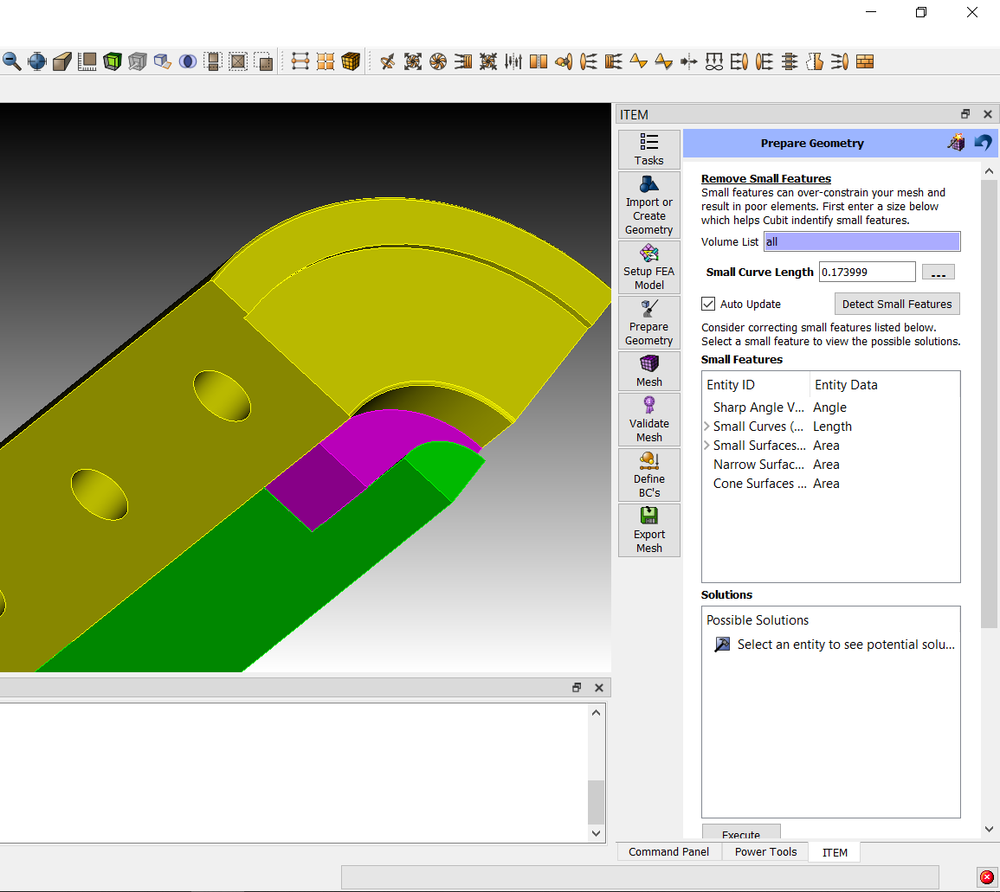 ITEM
Tasks
Import or
Create
Geometry
Setup FEA
Model
Prepare
Geometry
Mesh
Validate
Mesh
Define
BC's
Export
Mesh
Prepare Geometry
Remove Small Features
Small features can over-constrain your mesh and
result in poor elements. First enter a size below
which helps Cubit indentify small features.
Volume List all
Small Curve Length 0.173999 ...
Auto Update Detect Small Features
Consider correcting small features listed below.
Select a small feature to view the possible solutions.
Small Features
Entity ID Entity Data
Sharp Angle V... Angle
Small Curves (... Length
Small Surfaces... Area
Narrow Surfac... Area
Cone Surfaces ... Area
Solutions
Possible Solutions
Select an entity to see potential solu...
Execute
Command Panel Power Tools ITEM